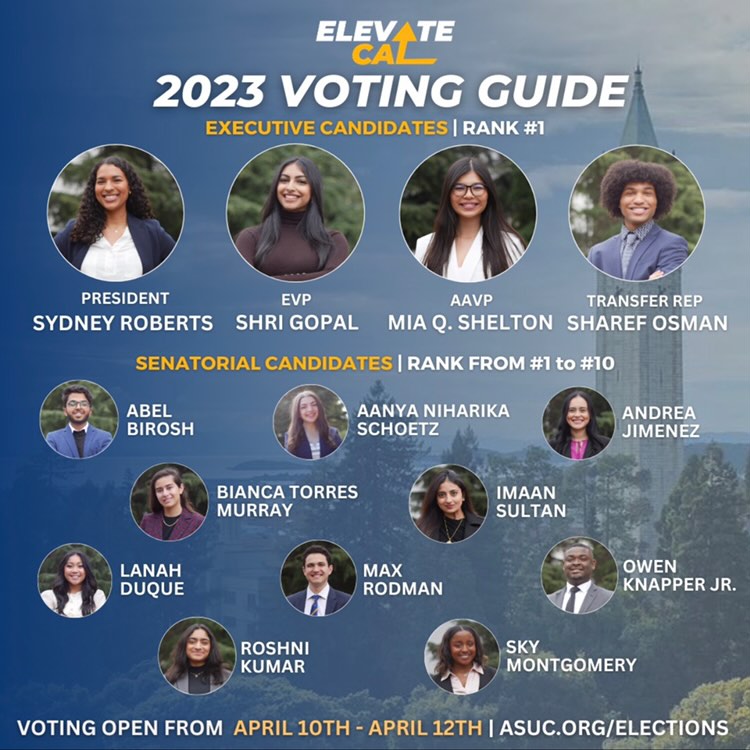 ELEVATE
CAL
2023 VOTING GUIDE
EXECUTIVE CANDIDATES | RANK #1
PRESIDENT
SYDNEY ROBERTS
EVP
SHRI GOPAL
AAVP
MIA Q. SHELTON
TRANSFER REP
SHAREF OSMAN
SENATORIAL CANDIDATES | RANK FROM #1 to #10
ABEL
BIROSH
AANYA NIHARIKA
SCHOETZ
ANDREA
JIMENEZ
BIANCA TORRES
MURRAY
IMAAN
SULTAN
LANAH
DUQUE
MAX
RODMAN
OWEN
KNAPPER JR.
ROSHNI
KUMAR
SKY
MONTGOMERY
VOTING OPEN FROM APRIL 10TH - APRIL 12TH | ASUC.ORG/ELECTIONS